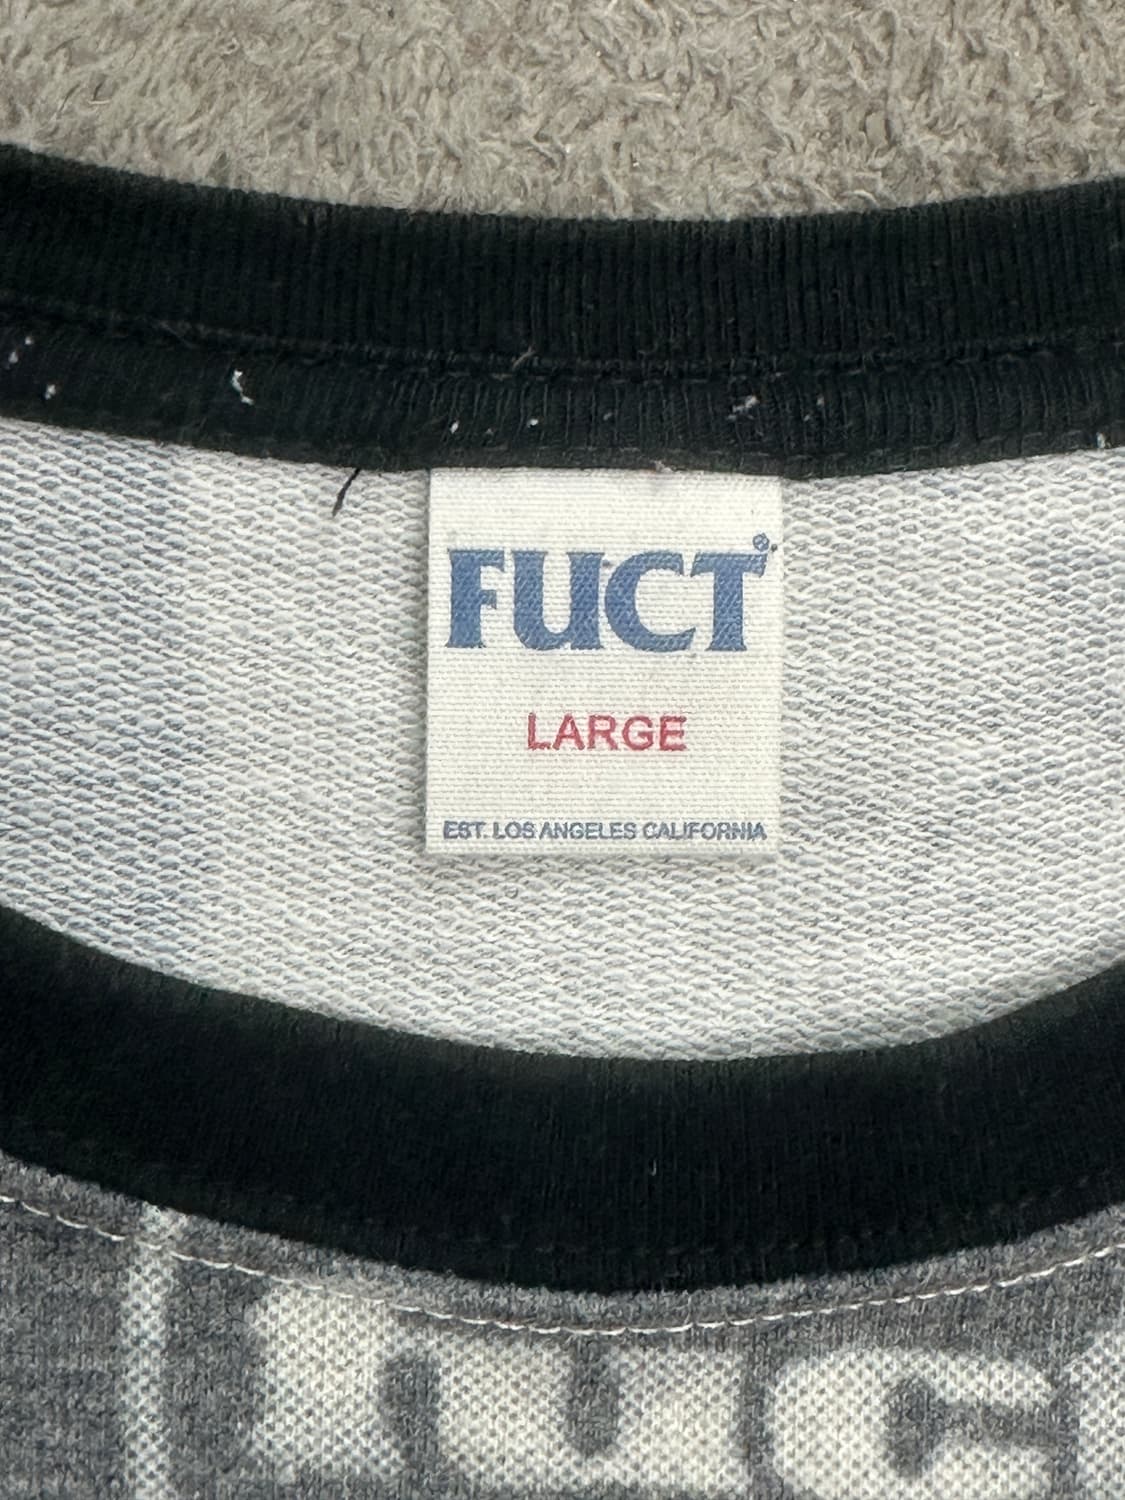 FUCT®
LARGE
EST. LOS ANGELES CALIFORNIA